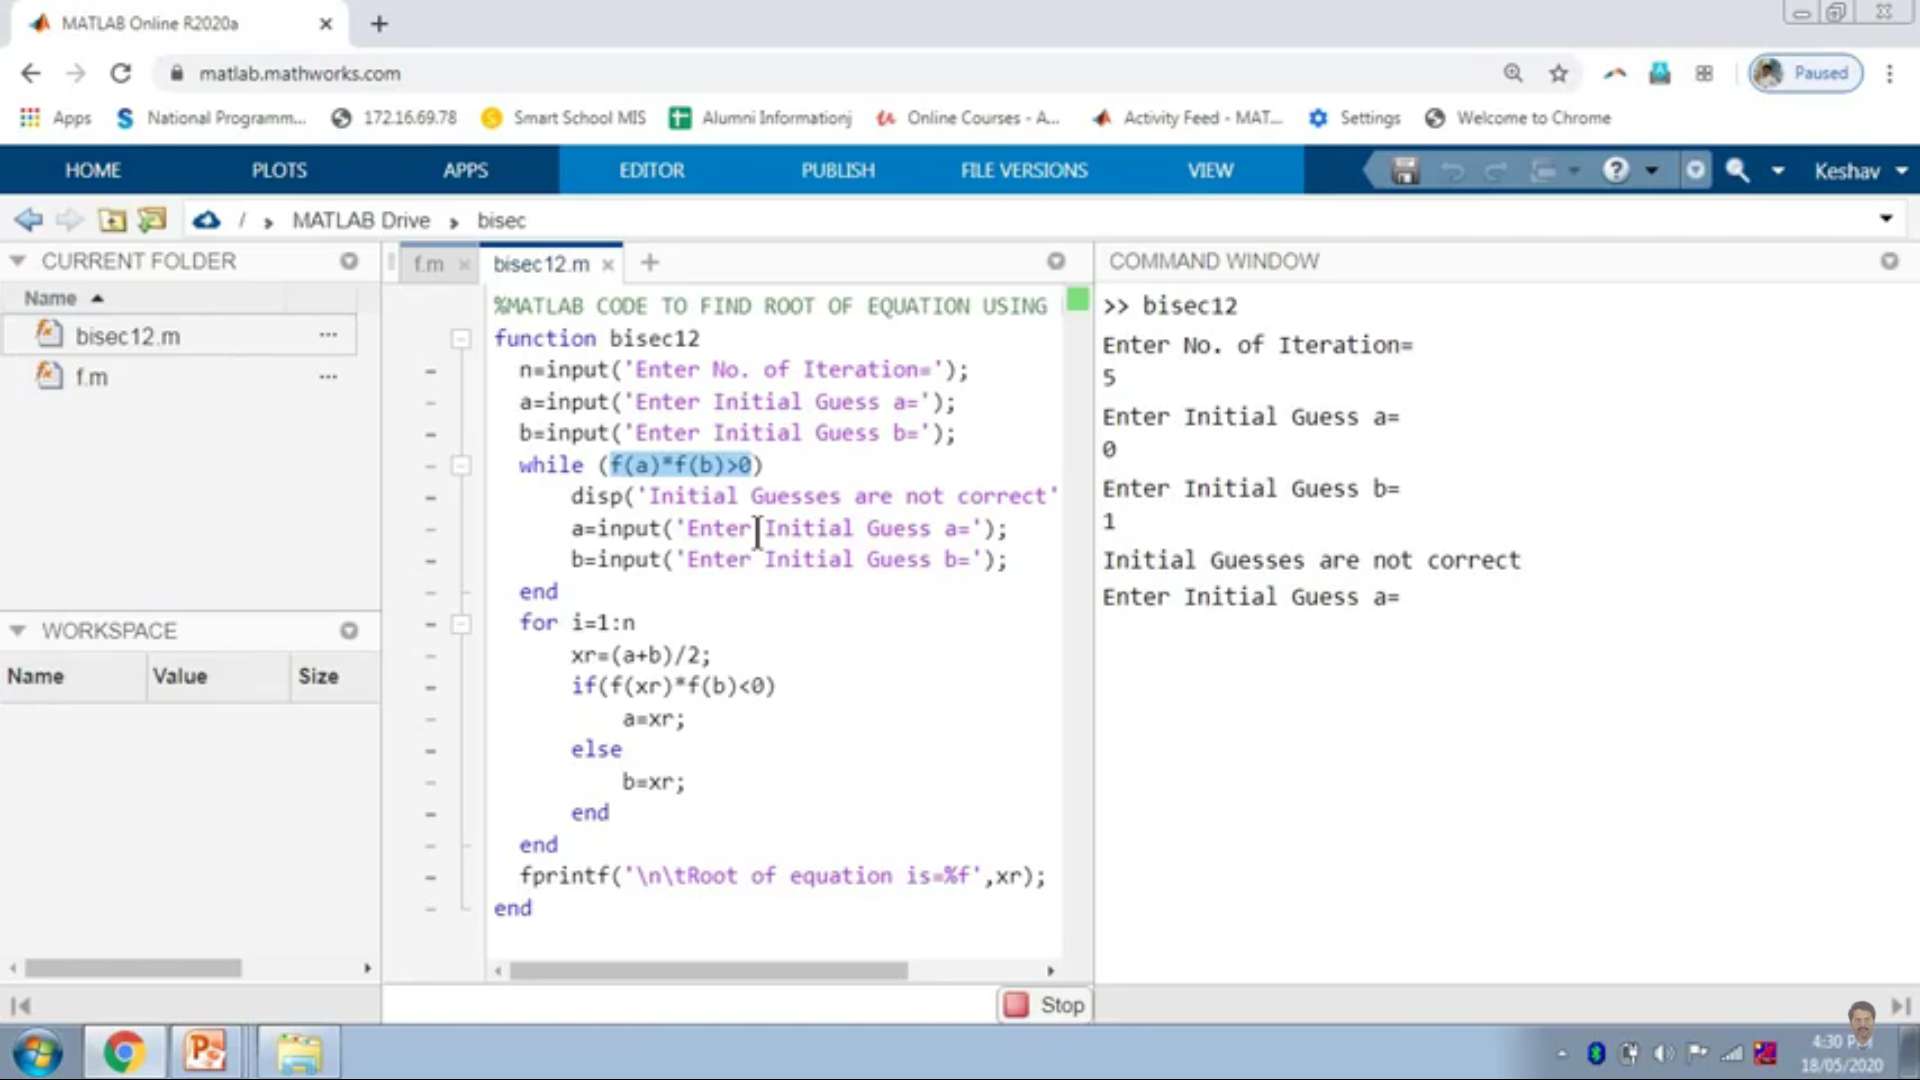 MATLAB Online R2020a
matlab.mathworks.com
Paused
Apps
National Programm...
172.16.69.78
Smart School MIS
Alumni Informationj
Online Courses - A...
Activity Feed - MAT...
Settings
Welcome to Chrome
HOME
PLOTS
APPS
EDITOR
PUBLISH
FILE VERSIONS
VIEW
Keshav
/ › MATLAB Drive › bisec
CURRENT FOLDER
Name
bisec12.m
f.m
WORKSPACE
Name Value Size
f.m
bisec12.m
%MATLAB CODE TO FIND ROOT OF EQUATION USING
function bisec12
n=input('Enter No. of Iteration=');
a=input('Enter Initial Guess a=');
b=input('Enter Initial Guess b=');
while (f(a)*f(b)>0)
disp('Initial Guesses are not correct'
a=input('Enter Initial Guess a=');
b=input('Enter Initial Guess b=');
end
for i=1:n
xr=(a+b)/2;
if(f(xr)*f(b)<0)
a=xr;
else
b=xr;
end
end
fprintf('\n\tRoot of equation is=%f',xr);
end
Stop
COMMAND WINDOW
>> bisec12
Enter No. of Iteration=
5
Enter Initial Guess a=
0
Enter Initial Guess b=
1
Initial Guesses are not correct
Enter Initial Guess a=
4:30 PM
18/05/2020